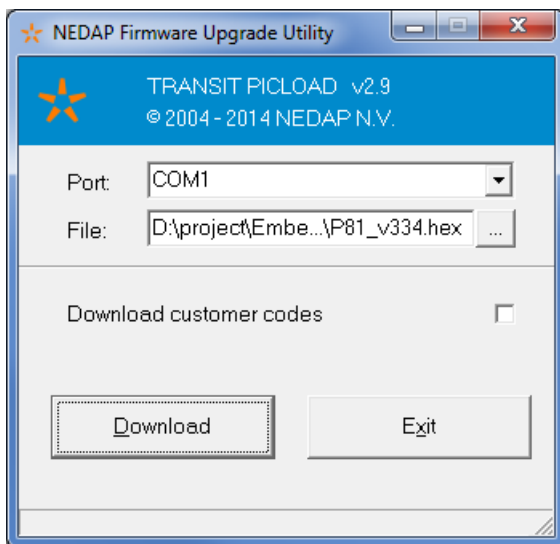 NEDAP Firmware Upgrade Utility
TRANSIT PICLOAD v2.9
© 2004 - 2014 NEDAP N.V.
Port: COM1
File: D:\project\Embe...\P81_v334.hex ...
Download customer codes
Download Exit